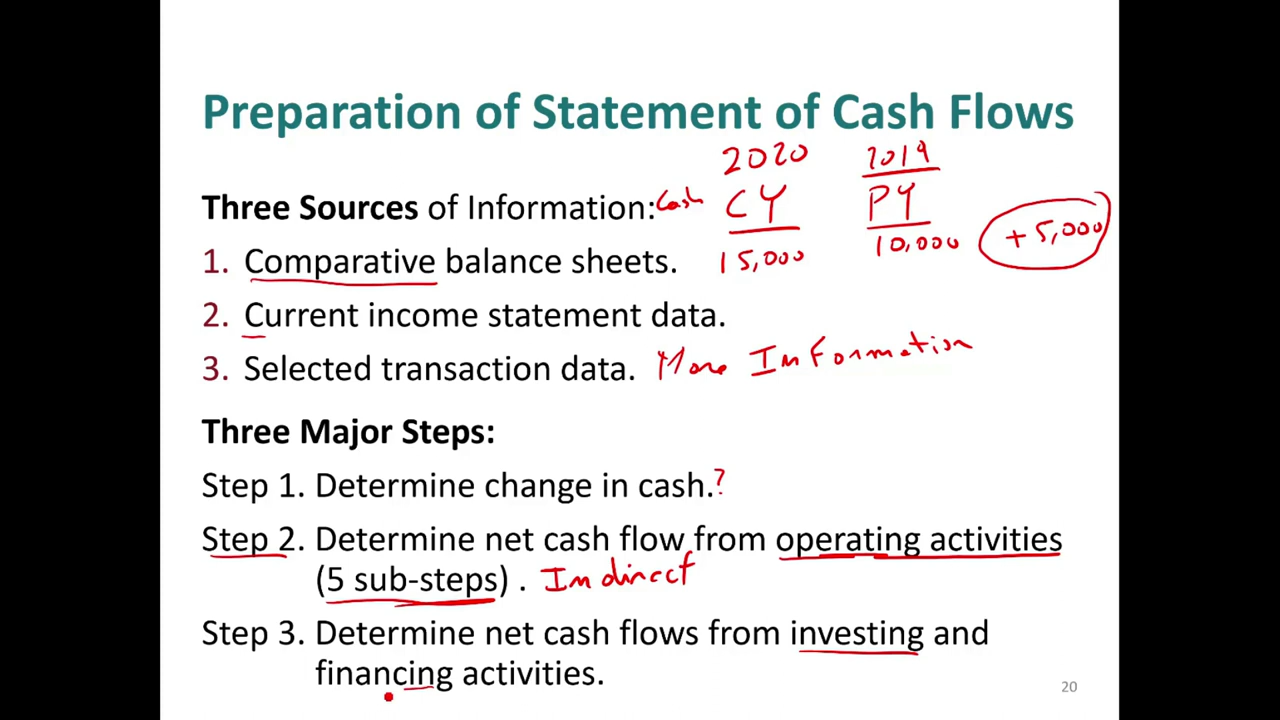 Preparation of Statement of Cash Flows
2020 2019
Three Sources of Information: Cash CY PY
1. Comparative balance sheets. 15,000 10,000 +5,000
2. Current income statement data.
3. Selected transaction data. More Information
Three Major Steps:
Step 1. Determine change in cash.?
Step 2. Determine net cash flow from operating activities
(5 sub-steps) . Indirect
Step 3. Determine net cash flows from investing and
financing activities.
20